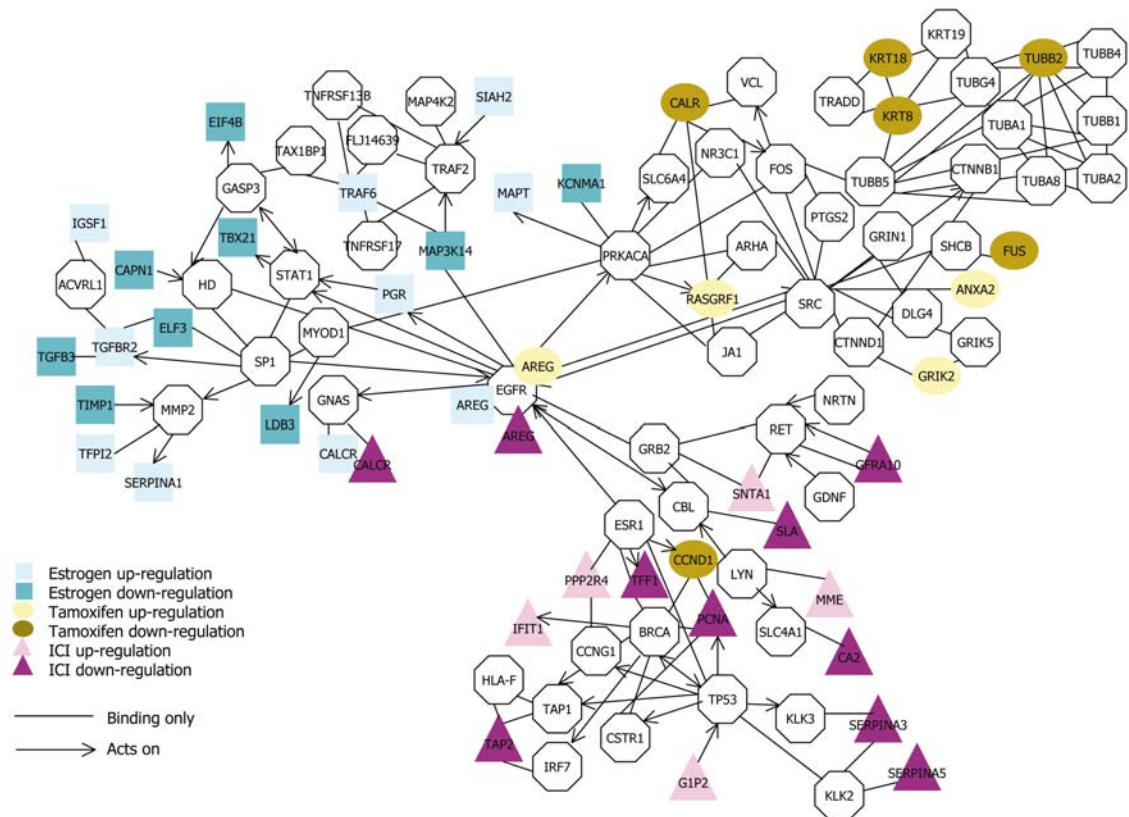 KRT19
KRT18
TUBB2
TUBB4
TUBG4
VCL
TNFRSF13B
MAP4K2
SIAH2
CALR
TRADD
KRT8
EIF4B
FLJ14639
TUBA1
TUBB1
TAX1BP1
NR3C1
FOS
CTNNB1
TRAF2
GASP3
TRAF6
MAPT
KCNMA1
SLC6A4
TUBB5
TUBA8
TUBA2
IGSF1
PTGS2
TBX21
TNFRSF17
MAP3K14
GRIN1
SHCB
FUS
ARHA
PRKACA
CAPN1
STAT1
ACVRL1
HD
PGR
RASGRF1
SRC
ANXA2
ELF3
MYOD1
DLG4
TGFB3
TGFBR2
SP1
CTNND1
GRIK5
JA1
AREG
GRIK2
EGFR
GNAS
TIMP1
MMP2
AREG
LDB3
NRTN
AREG
RET
TFPI2
CALCR
CALCR
GRB2
GFRA10
SERPINA1
SNTA1
GDNF
CBL
ESR1
SLA
CCND1
LYN
Estrogen up-regulation
PPP2R4
TFF1
Estrogen down-regulation
MME
Tamoxifen up-regulation
IFIT1
BRCA
PCNA
SLC4A1
Tamoxifen down-regulation
ICI up-regulation
CCNG1
CA2
ICI down-regulation
HLA-F
TP53
TAP1
KLK3
Binding only
SERPINA3
CSTR1
TAP2
Acts on
IRF7
SERPINA5
G1P2
KLK2